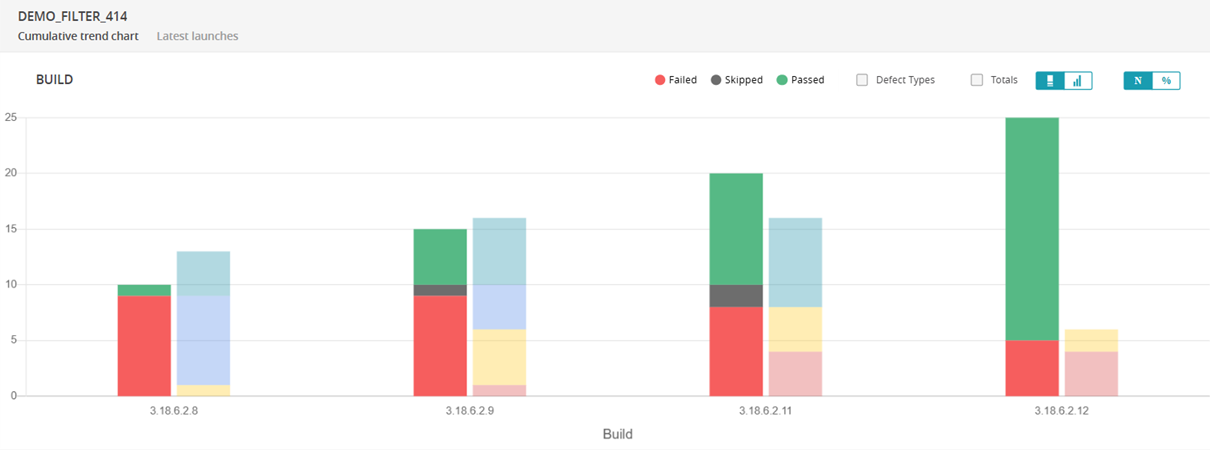 DEMO_FILTER_414
Cumulative trend chart Latest launches
BUILD
Failed Skipped Passed Defect Types Totals N %
25
20
15
10
5
0
3.18.6.2.8 3.18.6.2.9 3.18.6.2.11 3.18.6.2.12
Build